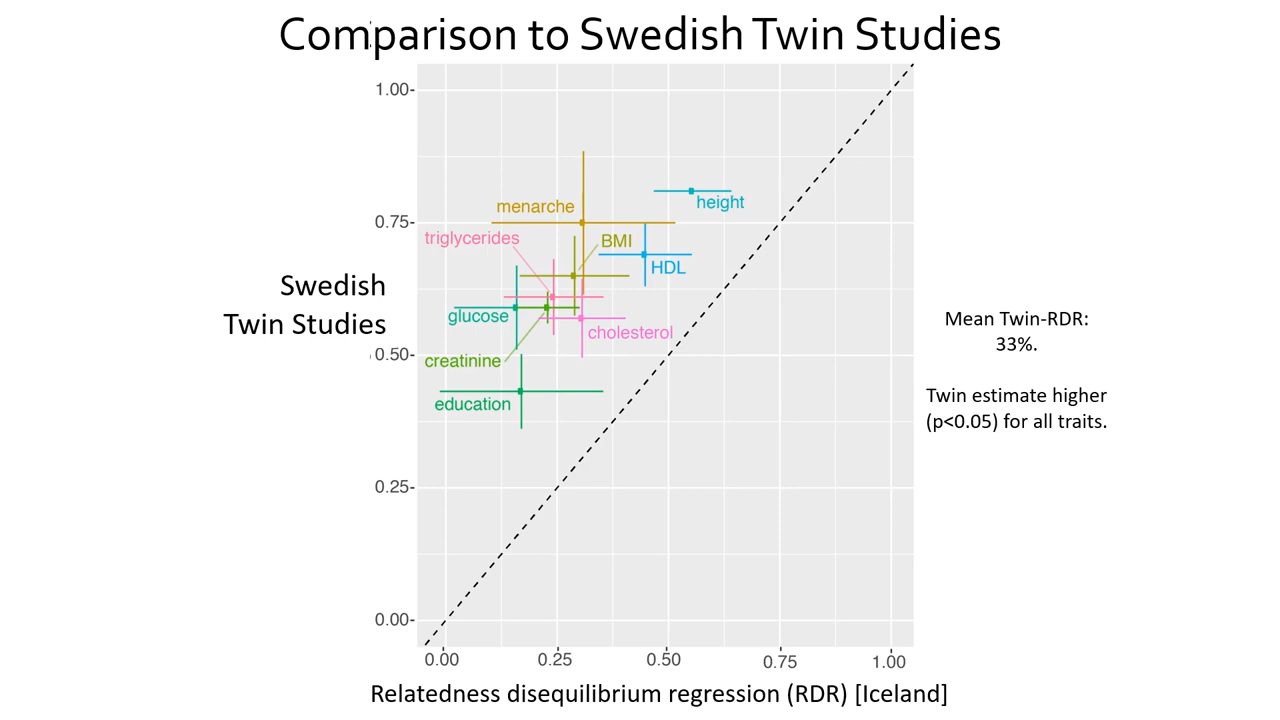 Comparison to Swedish Twin Studies
1.00
0.75
0.50
0.25
0.00
menarche
height
triglycerides
BMI
HDL
glucose
cholesterol
creatinine
education
Swedish
Twin Studies
Mean Twin-RDR:
33%.
Twin estimate higher
(p<0.05) for all traits.
0.00 0.25 0.50 0.75 1.00
Relatedness disequilibrium regression (RDR) [Iceland]